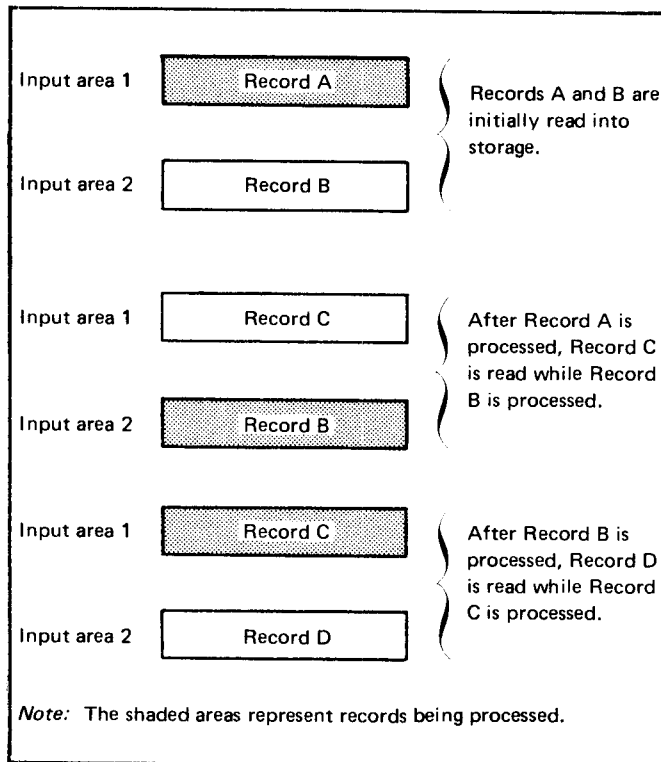 Input area 1
Record A
Records A and B are
initially read into
storage.
Input area 2
Record B
Input area 1
Record C
After Record A is
processed, Record C
is read while Record
B is processed.
Input area 2
Record B
Input area 1
Record C
After Record B is
processed, Record D
is read while Record
C is processed.
Input area 2
Record D
Note: The shaded areas represent records being processed.